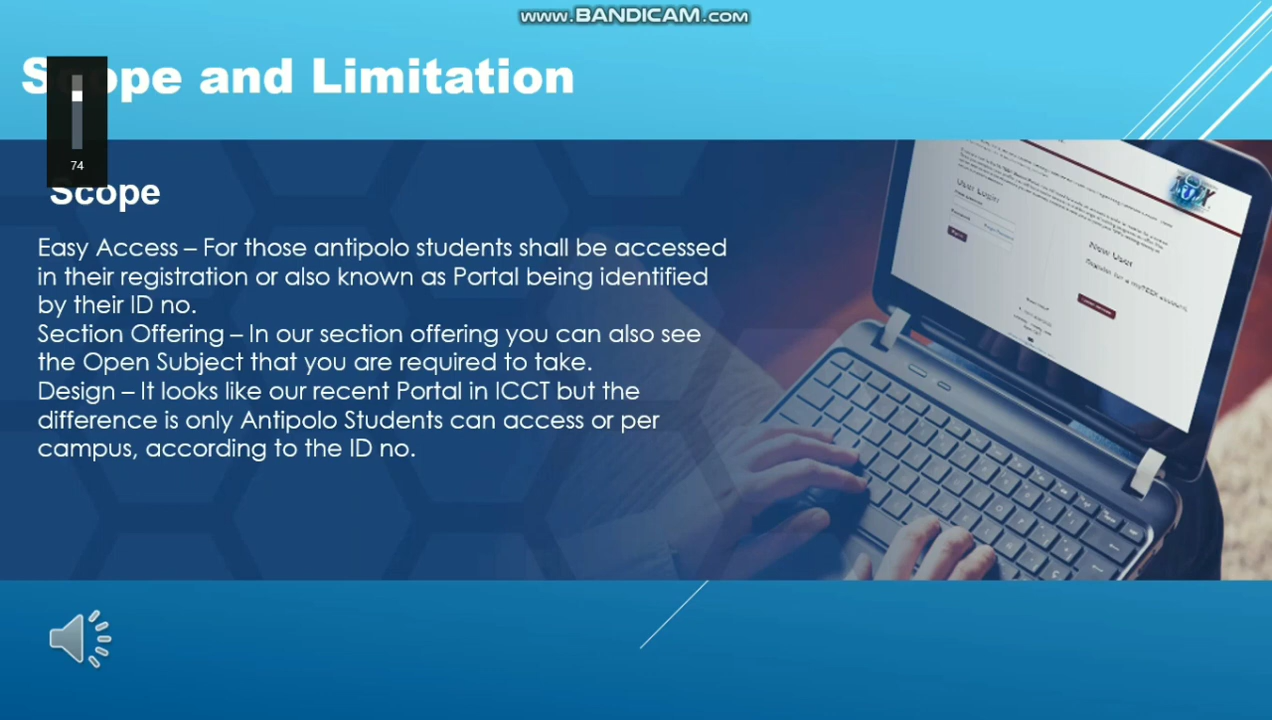 www.BANDICAM.com
Scope and Limitation
74
Scope
Easy Access – For those antipolo students shall be accessed
in their registration or also known as Portal being identified
by their ID no.
Section Offering – In our section offering you can also see
the Open Subject that you are required to take.
Design – It looks like our recent Portal in ICCT but the
difference is only Antipolo Students can access or per
campus, according to the ID no.
User Login
New User